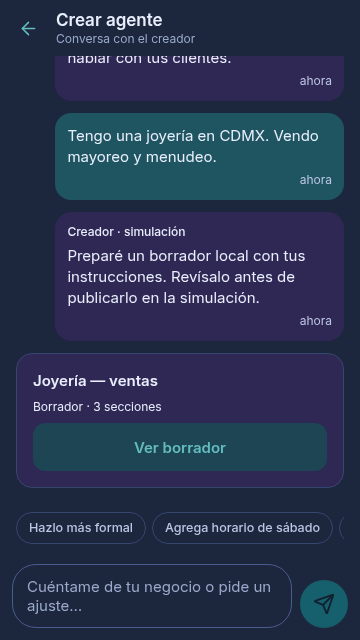 Crear agente
Conversa con el creador
hablar con tus clientes.
ahora
Tengo una joyería en CDMX. Vendo
mayoreo y menudeo.
ahora
Creador · simulación
Preparé un borrador local con tus
instrucciones. Revísalo antes de
publicarlo en la simulación.
ahora
Joyería — ventas
Borrador · 3 secciones
Ver borrador
Hazlo más formal
Agrega horario de sábado
Cuéntame de tu negocio o pide un
ajuste...